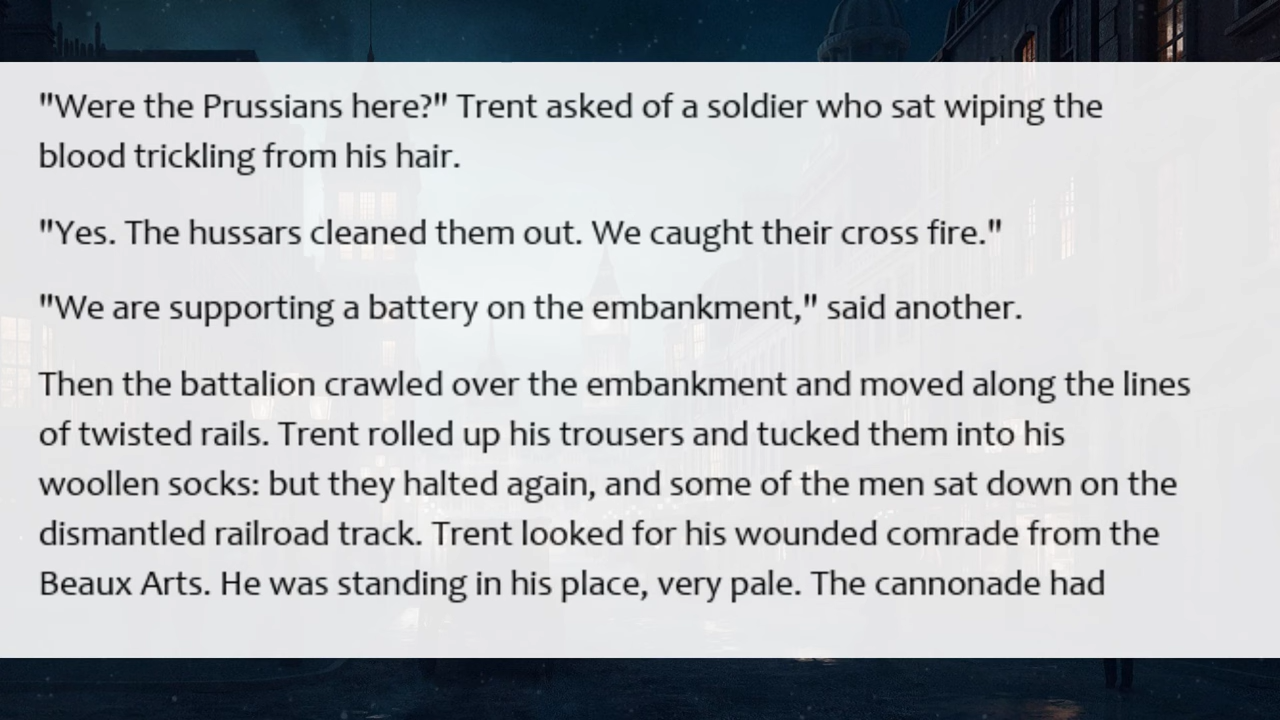 "Were the Prussians here?" Trent asked of a soldier who sat wiping the
blood trickling from his hair.
"Yes. The hussars cleaned them out. We caught their cross fire."
"We are supporting a battery on the embankment," said another.
Then the battalion crawled over the embankment and moved along the lines
of twisted rails. Trent rolled up his trousers and tucked them into his
woollen socks: but they halted again, and some of the men sat down on the
dismantled railroad track. Trent looked for his wounded comrade from the
Beaux Arts. He was standing in his place, very pale. The cannonade had